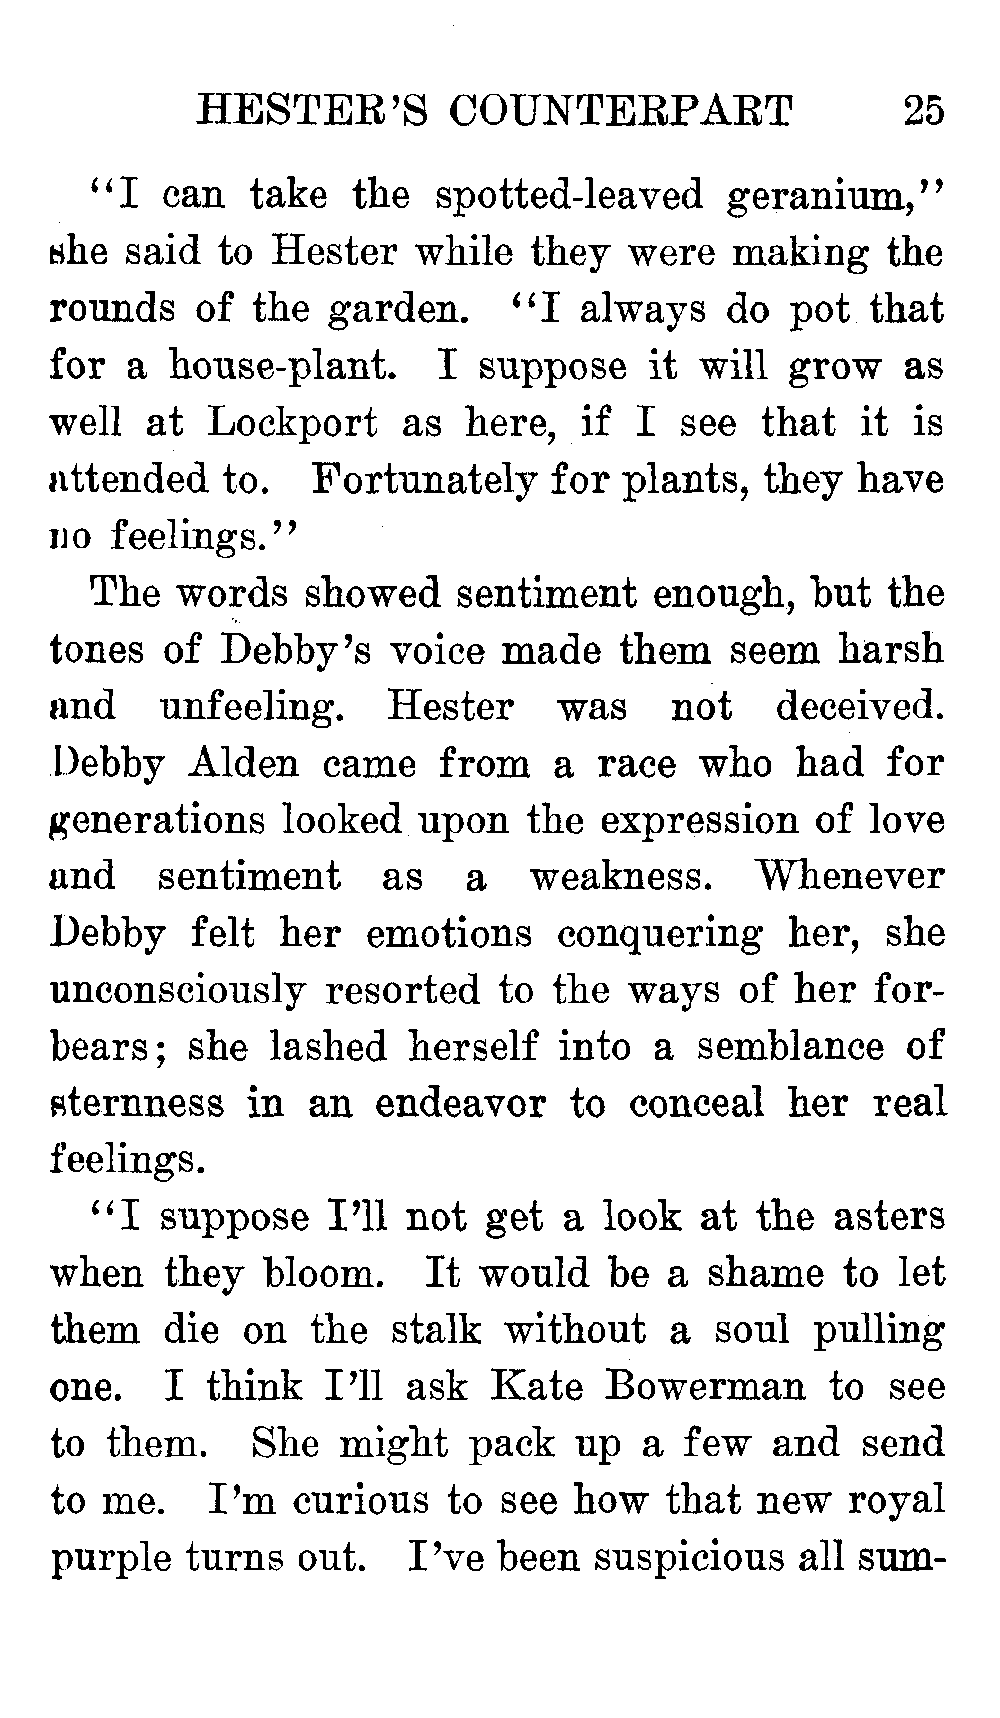 HESTER'S COUNTERPART 25
"I can take the spotted-leaved geranium,"
she said to Hester while they were making the
rounds of the garden. "I always do pot that
for a house-plant. I suppose it will grow as
well at Lockport as here, if I see that it is
attended to. Fortunately for plants, they have
no feelings."
The words showed sentiment enough, but the
tones of Debby's voice made them seem harsh
and unfeeling. Hester was not deceived.
Debby Alden came from a race who had for
generations looked upon the expression of love
and sentiment as a weakness. Whenever
Debby felt her emotions conquering her, she
unconsciously resorted to the ways of her for-
bears; she lashed herself into a semblance of
sternness in an endeavor to conceal her real
feelings.
"I suppose I'll not get a look at the asters
when they bloom. It would be a shame to let
them die on the stalk without a soul pulling
one. I think I'll ask Kate Bowerman to see
to them. She might pack up a few and send
to me. I'm curious to see how that new royal
purple turns out. I've been suspicious all sum-